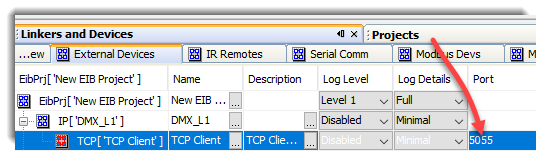 Linkers and Devices Projects
...ew External Devices IR Remotes Serial Comm Modbus Devs M
EibPrj[ 'New EIB Project' ] Name Description Log Level Log Details Port
EibPrj[ 'New EIB Project' ] New EIB ... ... Level 1 Full
IP[ 'DMX_L1' ] DMX_L1 ... ... Disabled Minimal
TCP[ 'TCP Client' ] TCP Client ... TCP Clie... ... Disabled Minimal 5055